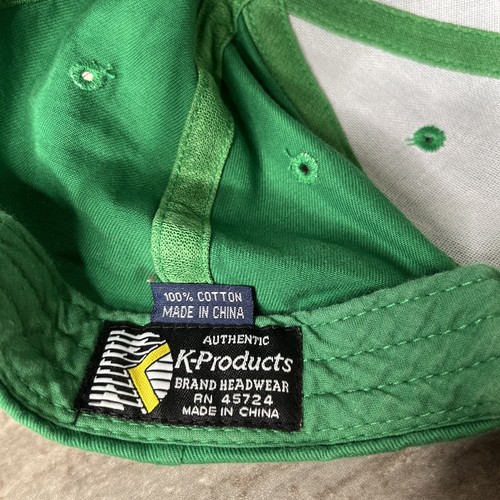 100% COTTON
MADE IN CHINA
AUTHENTIC
K-Products
BRAND HEADWEAR
RN 45724
MADE IN CHINA